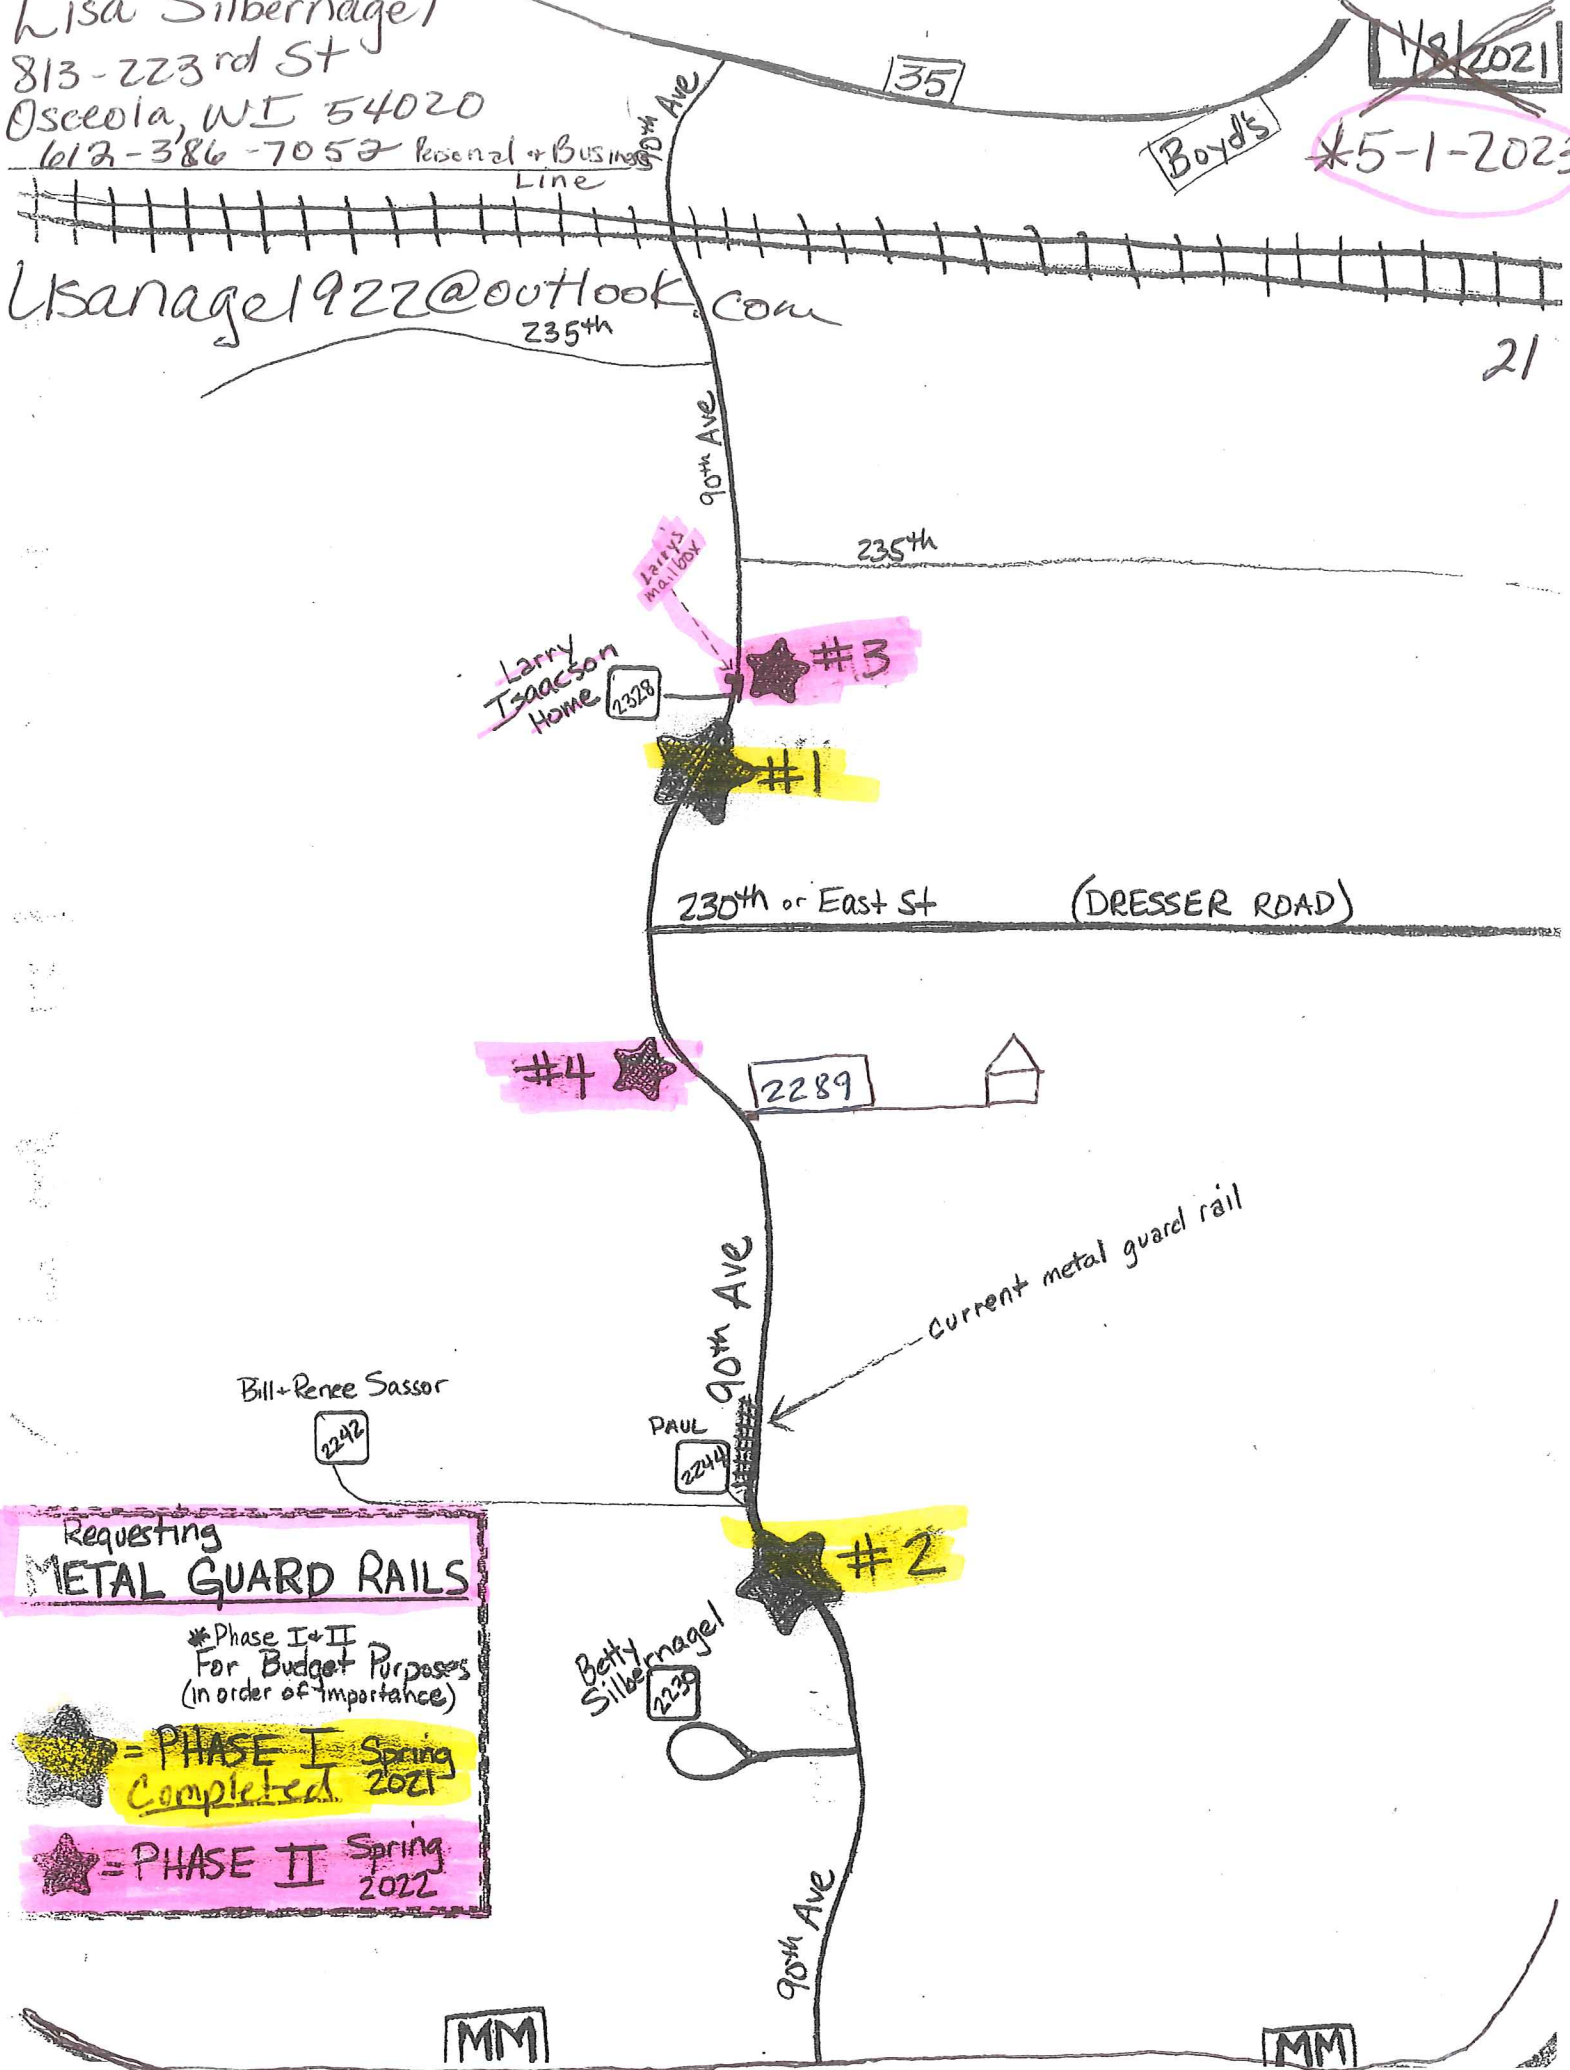 Lisa Silbernagel
813-223rd St
Osceola, WI 54020
612-386-7052 Personal + Business
Line
90th Ave
35
Boyd's
1/8/2021
*5-1-2023
Lisanagel922@outlook.com
235th
21
90th Ave
235th
Larry's
mailbox
#3
Larry
Isaacson
Home
2328
#1
230th or East St (DRESSER ROAD)
#4
2289
90th Ave
current metal guard rail
Bill + Renee Sassor
2242
PAUL
2244
#2
Requesting
METAL GUARD RAILS
*Phase I + II
For Budget Purposes
(in order of importance)
= PHASE I Spring
Completed 2021
= PHASE II Spring
2022
Betty
Silbernagel
2230
90th Ave
MM
MM